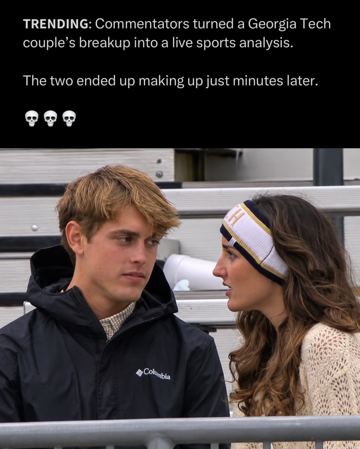 TRENDING: Commentators turned a Georgia Tech
couple’s breakup into a live sports analysis.
The two ended up making up just minutes later.
💀💀💀
H
Columbia